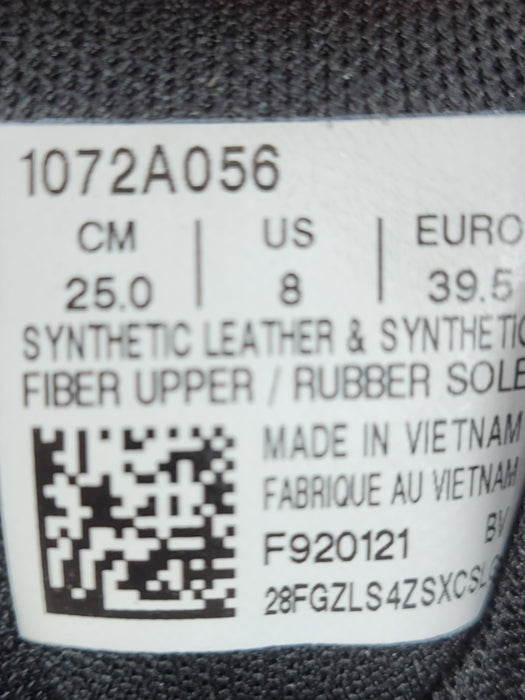 1072A056
CM | US | EURO
25.0 | 8 | 39.5
SYNTHETIC LEATHER & SYNTHETIC
FIBER UPPER / RUBBER SOLE
MADE IN VIETNAM
FABRIQUE AU VIETNAM
F920121 BV